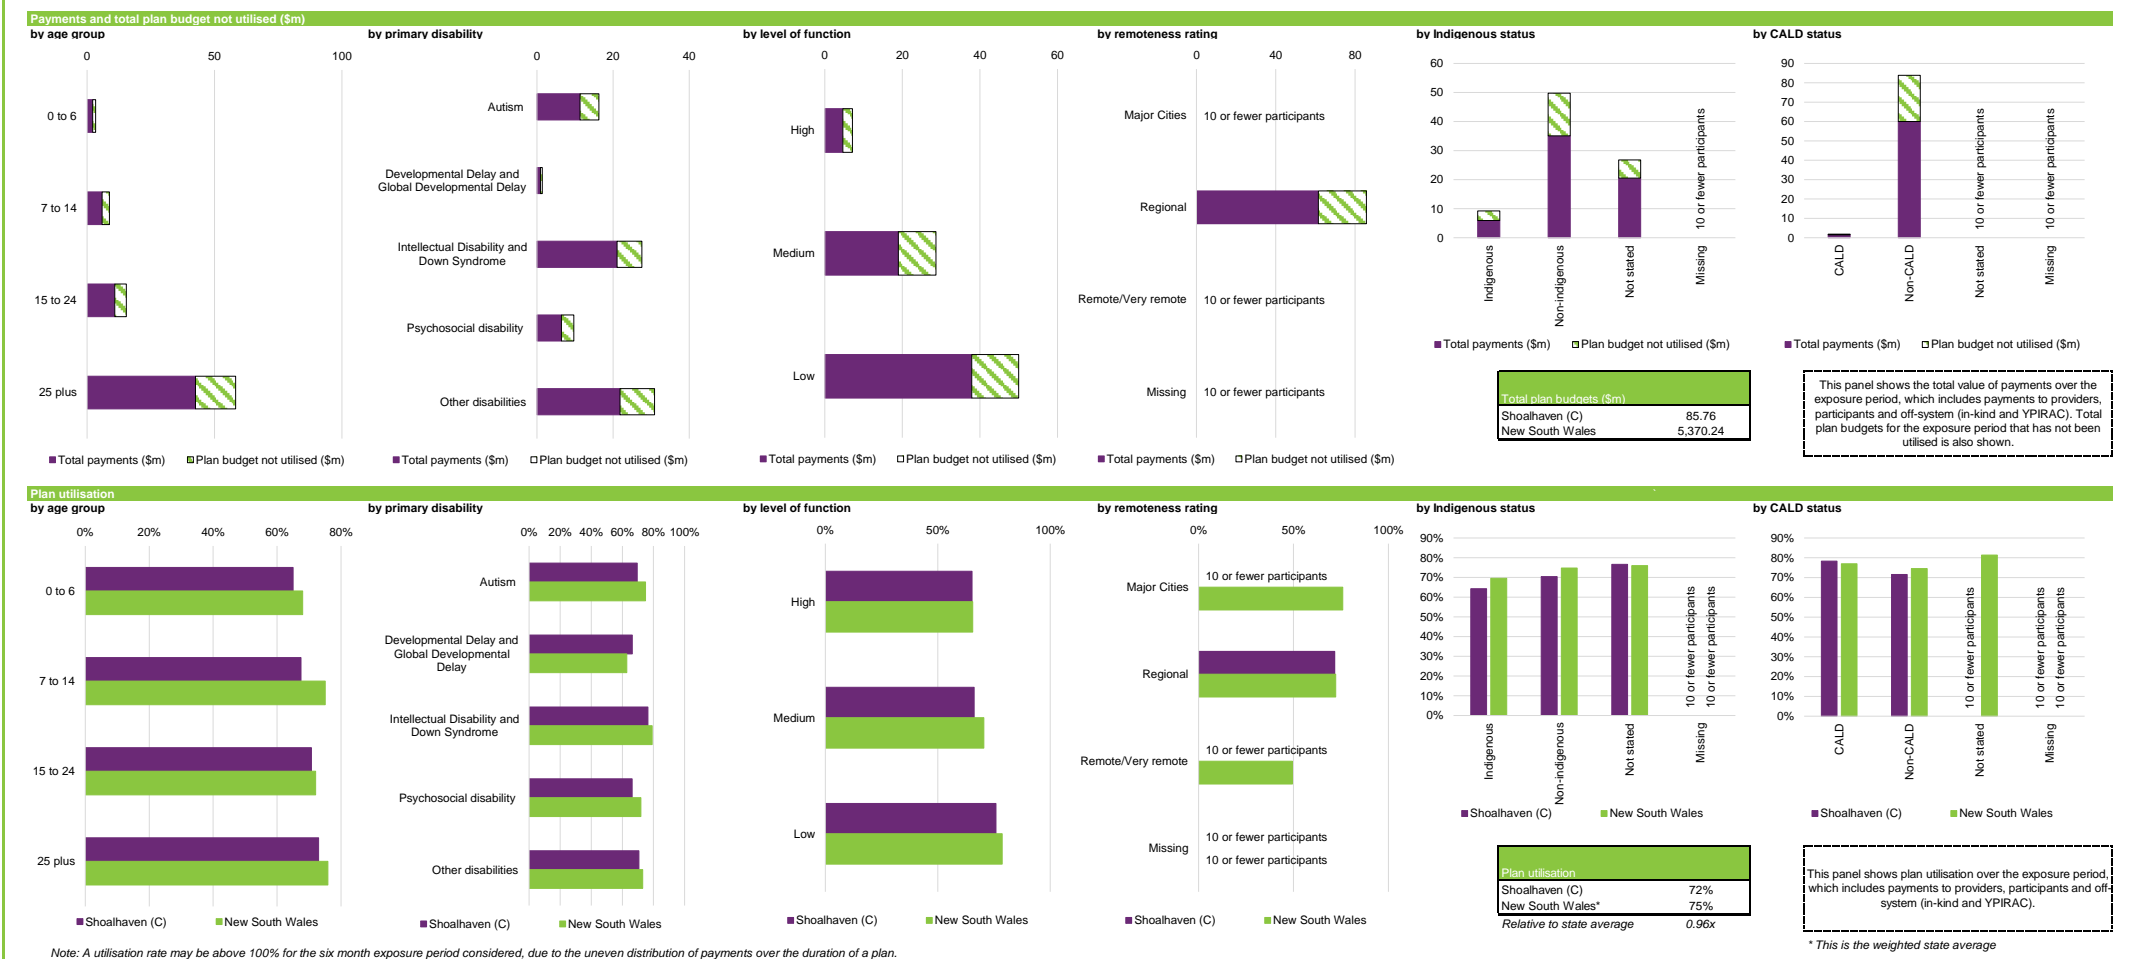 Payments and total plan budget not utilised ($m)
by age group
0 50 100
0 to 6
7 to 14
15 to 24
25 plus
Total payments ($m) Plan budget not utilised ($m)
by primary disability
0 20 40
Autism
Developmental Delay and
Global Developmental Delay
Intellectual Disability and
Down Syndrome
Psychosocial disability
Other disabilities
Total payments ($m) Plan budget not utilised ($m)
by level of function
0 20 40 60
High
Medium
Low
Total payments ($m) Plan budget not utilised ($m)
by remoteness rating
0 40 80
Major Cities 10 or fewer participants
Regional
Remote/Very remote 10 or fewer participants
Missing 10 or fewer participants
Total payments ($m) Plan budget not utilised ($m)
by Indigenous status
60
50
40
30
20
10
0
10 or fewer participants
Indigenous
Non-indigenous
Not stated
Missing
Total payments ($m) Plan budget not utilised ($m)
Total plan budgets ($m)
Shoalhaven (C) 85.76
New South Wales 5,370.24
by CALD status
90
80
70
60
50
40
30
20
10
0
10 or fewer participants
10 or fewer participants
CALD
Non-CALD
Not stated
Missing
Total payments ($m) Plan budget not utilised ($m)
This panel shows the total value of payments over the
exposure period, which includes payments to providers,
participants and off-system (in-kind and YPIRAC). Total
plan budgets for the exposure period that has not been
utilised is also shown.
Plan utilisation
by age group
0% 20% 40% 60% 80%
0 to 6
7 to 14
15 to 24
25 plus
Shoalhaven (C) New South Wales
by primary disability
0% 20% 40% 60% 80% 100%
Autism
Developmental Delay and
Global Developmental
Delay
Intellectual Disability and
Down Syndrome
Psychosocial disability
Other disabilities
Shoalhaven (C) New South Wales
by level of function
0% 50% 100%
High
Medium
Low
Shoalhaven (C) New South Wales
by remoteness rating
0% 50% 100%
10 or fewer participants
Major Cities
Regional
10 or fewer participants
Remote/Very remote
10 or fewer participants
Missing
10 or fewer participants
Shoalhaven (C) New South Wales
by Indigenous status
90%
80%
70%
60%
50%
40%
30%
20%
10%
0%
10 or fewer participants
10 or fewer participants
Indigenous
Non-indigenous
Not stated
Missing
Shoalhaven (C) New South Wales
Plan utilisation
Shoalhaven (C) 72%
New South Wales* 75%
Relative to state average 0.96x
by CALD status
90%
80%
70%
60%
50%
40%
30%
20%
10%
0%
10 or fewer participants
10 or fewer participants
10 or fewer participants
CALD
Non-CALD
Not stated
Missing
Shoalhaven (C) New South Wales
This panel shows plan utilisation over the exposure period,
which includes payments to providers, participants and off-
system (in-kind and YPIRAC).
* This is the weighted state average
Note: A utilisation rate may be above 100% for the six month exposure period considered, due to the uneven distribution of payments over the duration of a plan.